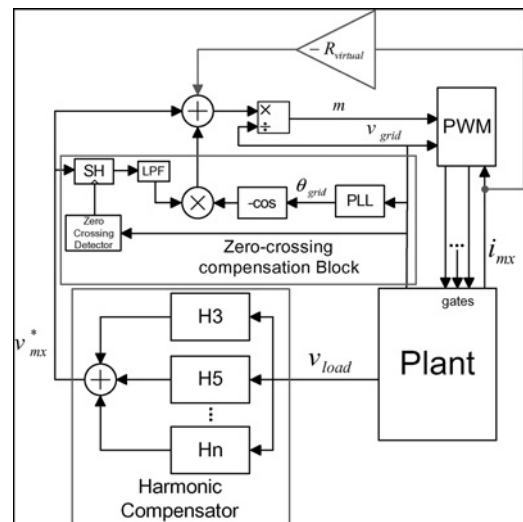 − R_virtual
+
×
÷
m
v_grid
PWM
SH
LPF
×
-cos
θ_grid
PLL
Zero
Crossing
Detector
Zero-crossing
compensation Block
...
i_mx
gates
Plant
v*_mx
H3
+
H5
...
Hn
v_load
Harmonic
Compensator